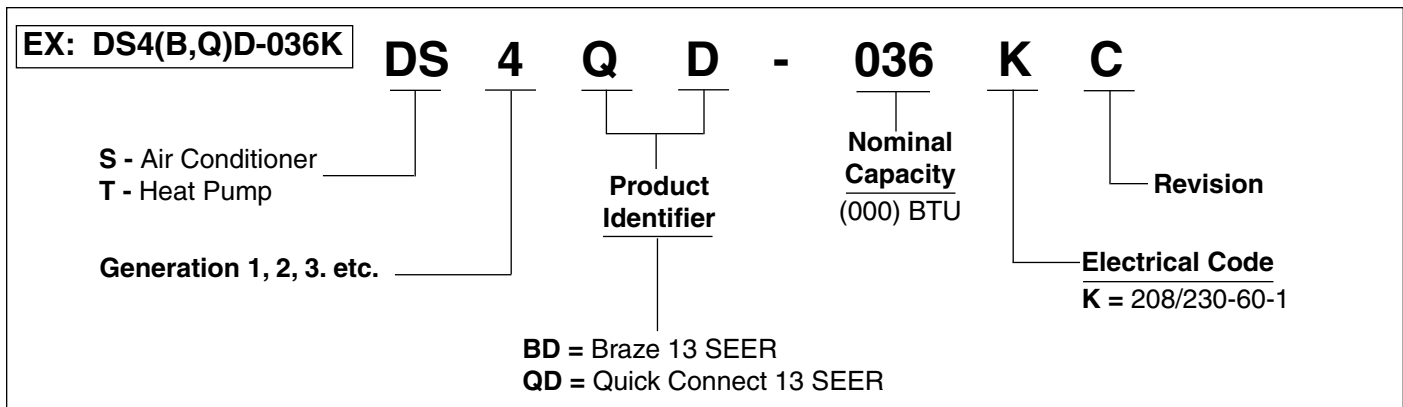 EX: DS4(B,Q)D-036K
DS 4 Q D - 036 K C
S - Air Conditioner
T - Heat Pump
Generation 1, 2, 3. etc.
Product
Identifier
BD = Braze 13 SEER
QD = Quick Connect 13 SEER
Nominal
Capacity
(000) BTU
Revision
Electrical Code
K = 208/230-60-1